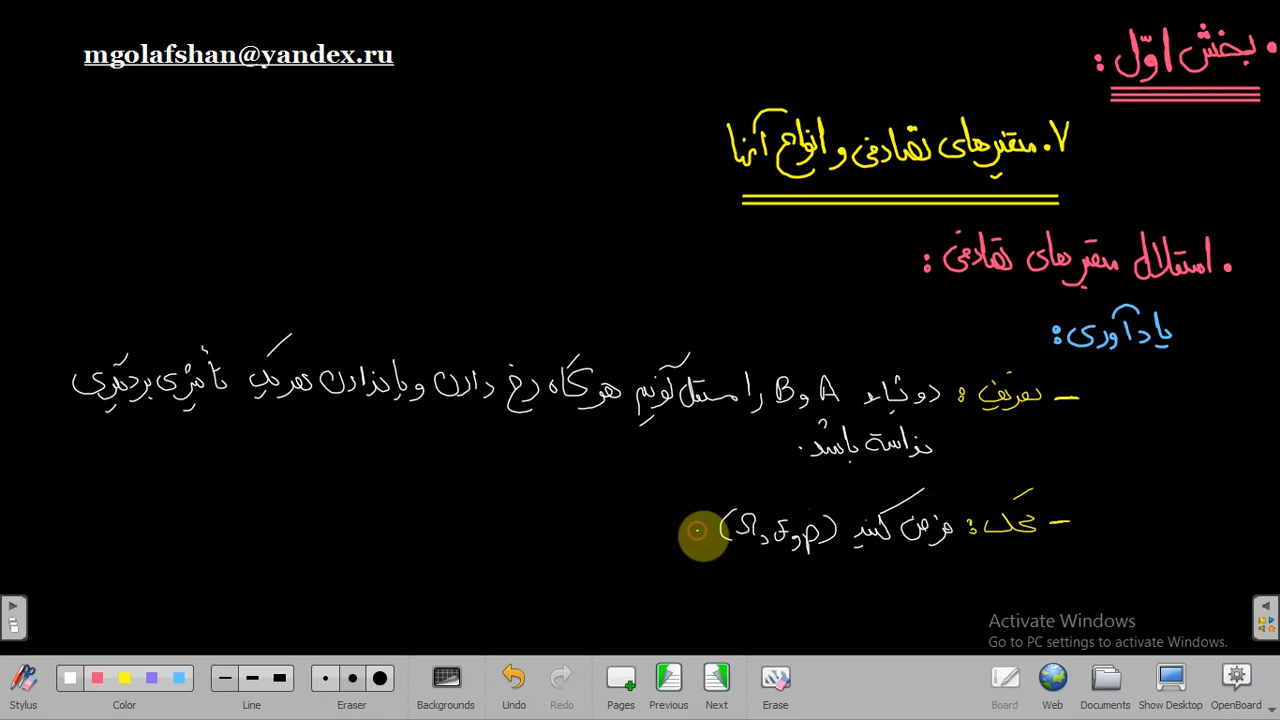 mgolafshan@yandex.ru
• بخش اوّل :
۷. متغیرهای تصادفی و انواع آنها
• استقلال متغیرهای تصادفی :
یادآوری :
– تعریف : دو پیشاء A و B را مستقل گوییم هرگاه رخ دادن و یا ندادن هر یک تأثیری بر دیگری
نداشته باشد.
– محک : فرض کنید (Ω, F, P)
Activate Windows
Go to PC settings to activate Windows.
Stylus Color Line Eraser Backgrounds Undo Redo Pages Previous Next Erase Board Web Documents Show Desktop OpenBoard